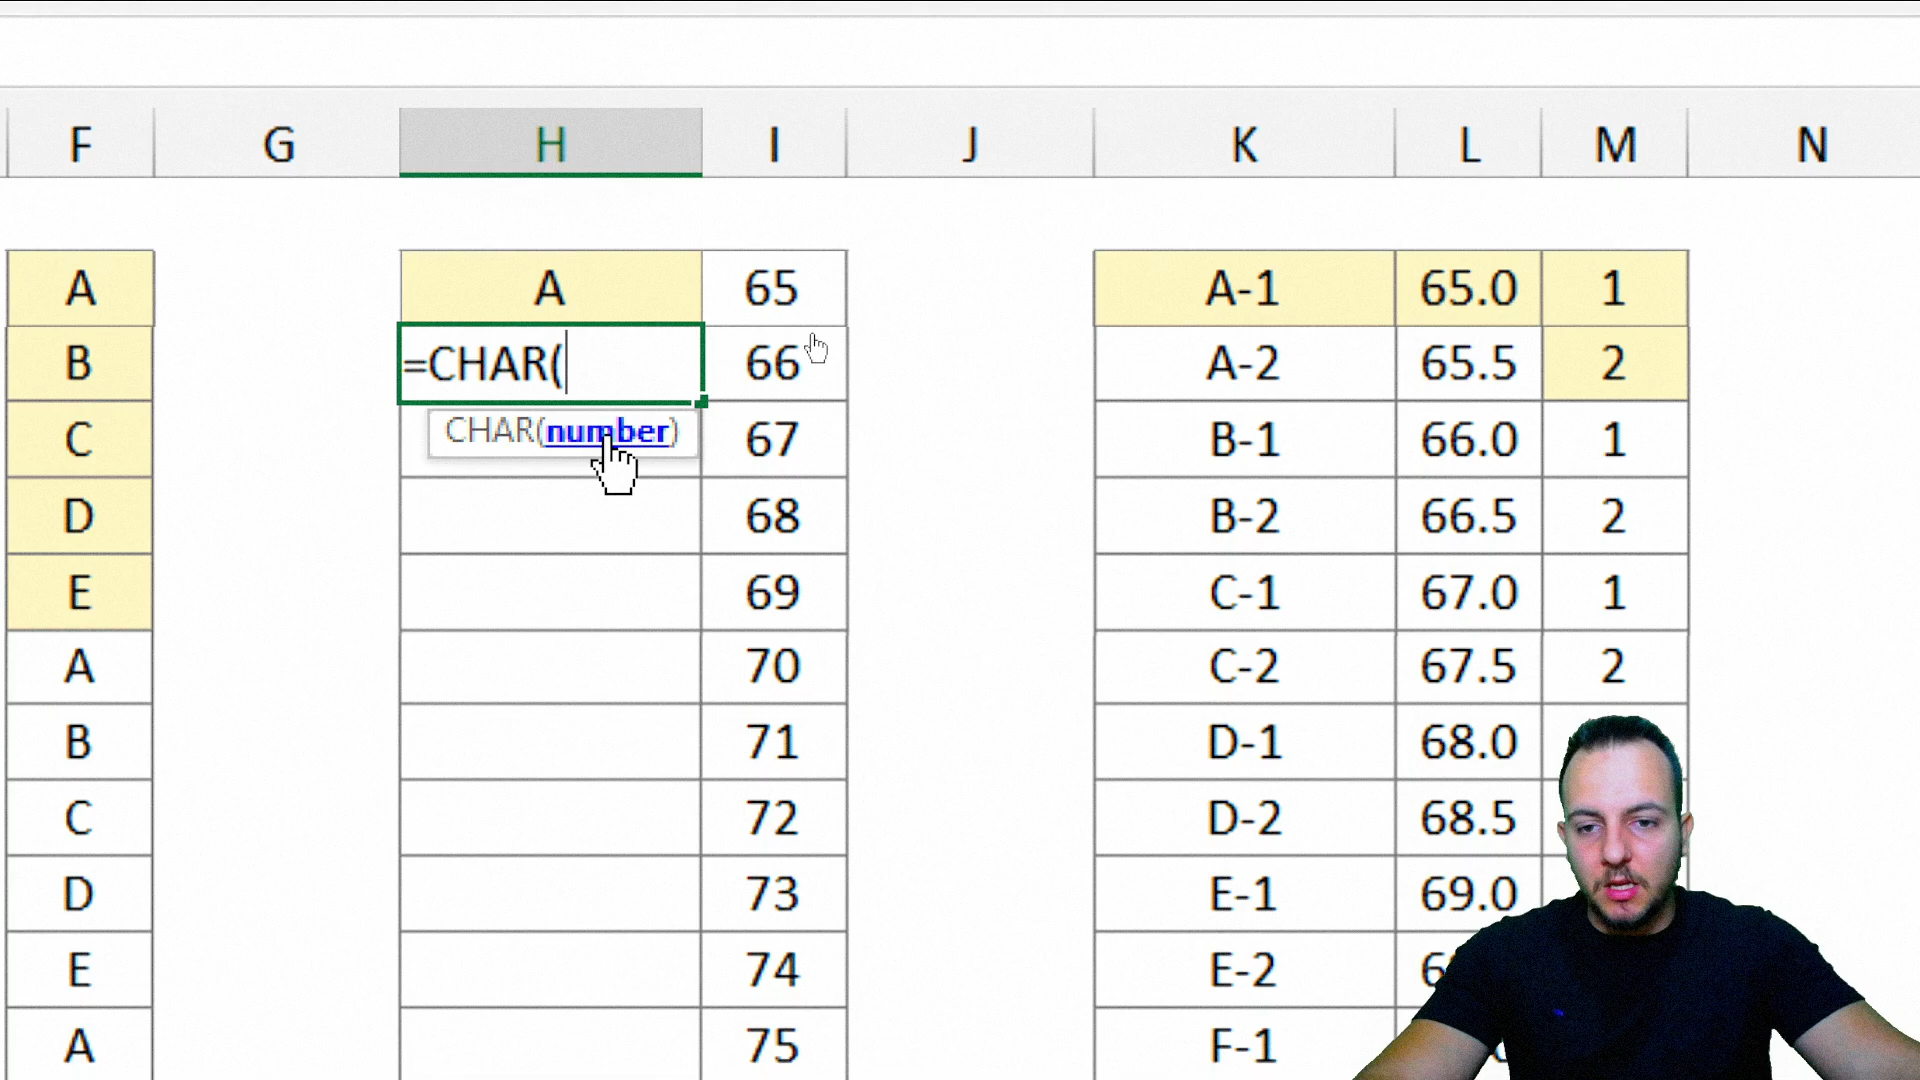 F G H I J K L M N
A A 65 A-1 65.0 1
B =CHAR( 66 A-2 65.5 2
C CHAR(number) 67 B-1 66.0 1
D 68 B-2 66.5 2
E 69 C-1 67.0 1
A 70 C-2 67.5 2
B 71 D-1 68.0
C 72 D-2 68.5
D 73 E-1 69.0
E 74 E-2
A 75 F-1